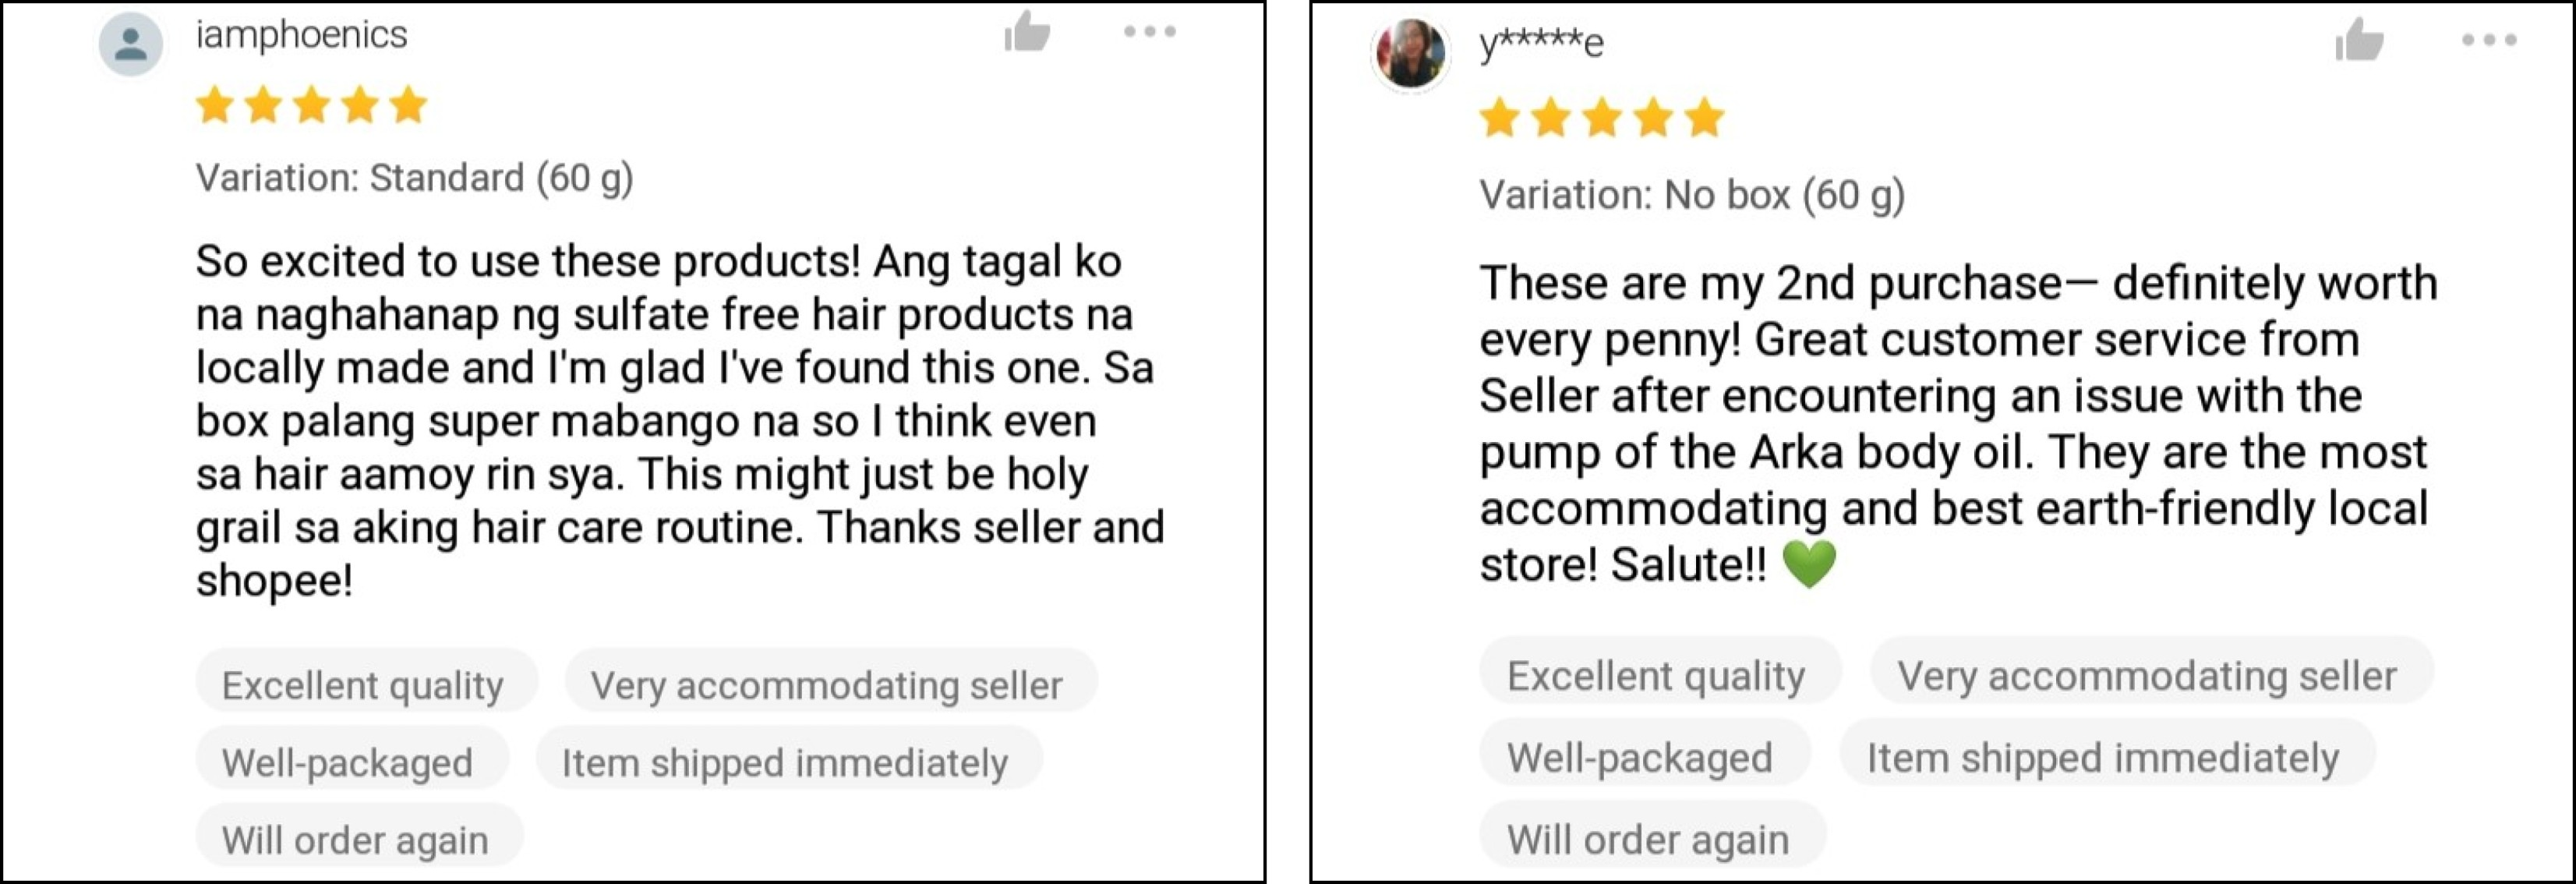 iamphoenics
Variation: Standard (60 g)
So excited to use these products! Ang tagal ko
na naghahanap ng sulfate free hair products na
locally made and I'm glad I've found this one. Sa
box palang super mabango na so I think even
sa hair aamoy rin sya. This might just be holy
grail sa aking hair care routine. Thanks seller and
shopee!
Excellent quality
Very accommodating seller
Well-packaged
Item shipped immediately
Will order again
y*****e
Variation: No box (60 g)
These are my 2nd purchase— definitely worth
every penny! Great customer service from
Seller after encountering an issue with the
pump of the Arka body oil. They are the most
accommodating and best earth-friendly local
store! Salute!! 💚
Excellent quality
Very accommodating seller
Well-packaged
Item shipped immediately
Will order again